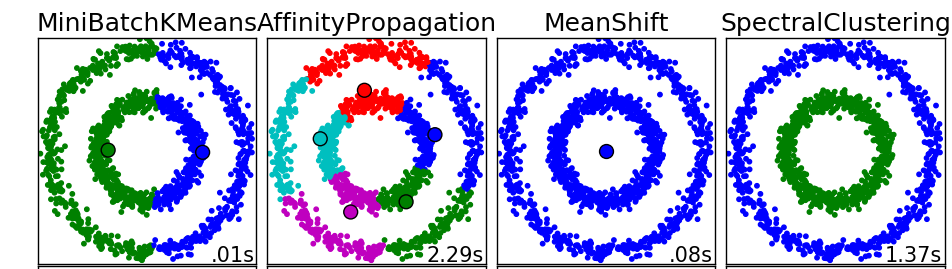 MiniBatchKMeans AffinityPropagation MeanShift SpectralClustering
.01s 2.29s .08s 1.37s